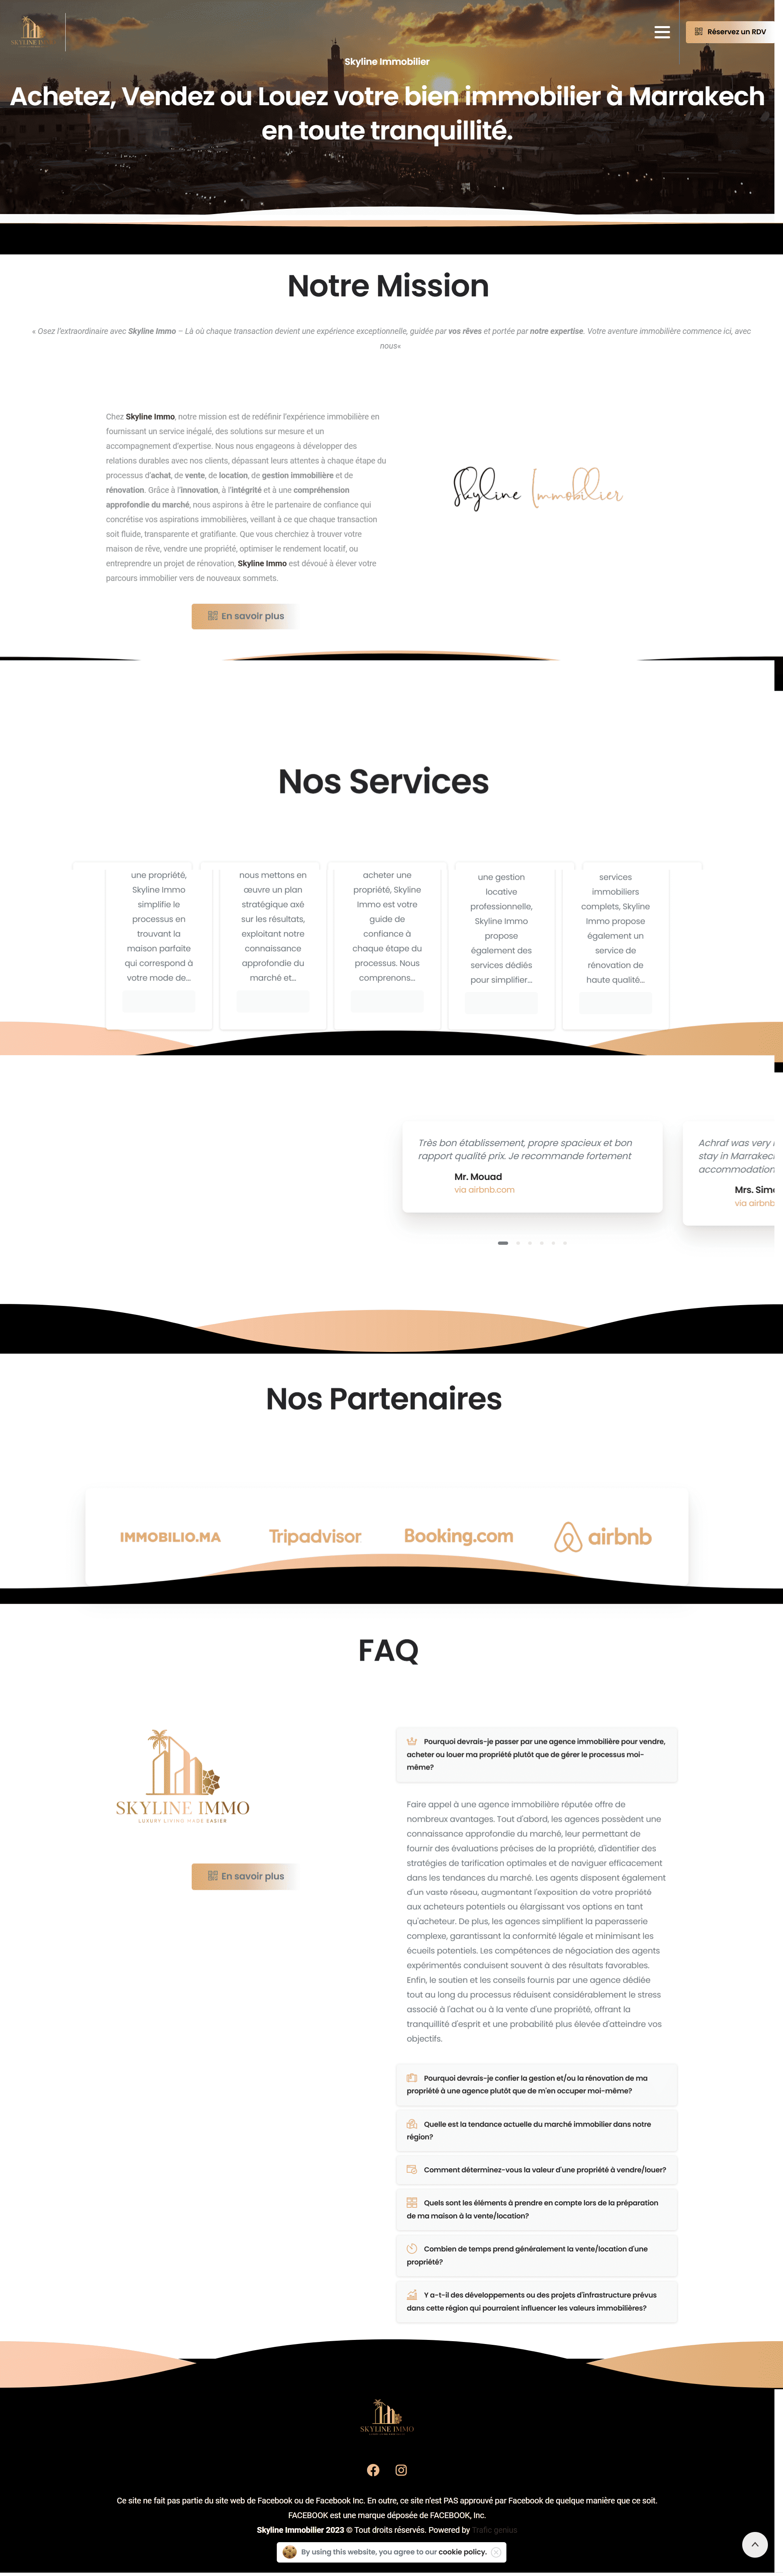 SKYLINE I
Réservez un RDV
Skyline Immobilier
Achetez, Vendez ou Louez votre bien immobilier à Marrakech
en toute tranquillité.
Notre Mission
« Osez l'extraordinaire avec Skyline Immo – Là où chaque transaction devient une expérience exceptionnelle, guidée par vos rêves et portée par notre expertise. Votre aventure immobilière commence ici, avec
nous«
Chez Skyline Immo, notre mission est de redéfinir l'expérience immobilière en
fournissant un service inégalé, des solutions sur mesure et un
accompagnement d'expertise. Nous nous engageons à développer des
relations durables avec nos clients, dépassant leurs attentes à chaque étape du
processus d'achat, de vente, de location, de gestion immobilière et de
rénovation. Grâce à l'innovation, à l'intégrité et à une compréhension
approfondie du marché, nous aspirons à être le partenaire de confiance qui
concrétise vos aspirations immobilières, veillant à ce que chaque transaction
soit fluide, transparente et gratifiante. Que vous cherchiez à trouver votre
maison de rêve, vendre une propriété, optimiser le rendement locatif, ou
entreprendre un projet de rénovation, Skyline Immo est dévoué à élever votre
parcours immobilier vers de nouveaux sommets.
Skyline Immobilier
En savoir plus
Nos Services
une propriété,
Skyline Immo
simplifie le
processus en
trouvant la
maison parfaite
qui correspond à
votre mode de...
nous mettons en
œuvre un plan
stratégique axé
sur les résultats,
exploitant notre
connaissance
approfondie du
marché et...
acheter une
propriété, Skyline
Immo est votre
guide de
confiance à
chaque étape du
processus. Nous
comprenons...
une gestion
locative
professionnelle,
Skyline Immo
propose
également des
services dédiés
pour simplifier...
services
immobiliers
complets, Skyline
Immo propose
également un
service de
rénovation de
haute qualité...
Très bon établissement, propre spacieux et bon
rapport qualité prix. Je recommande fortement
Mr. Mouad
via airbnb.com
Achraf was very
stay in Marrakec
accommodation
Mrs. Sim
via airbnb
Nos Partenaires
IMMOBILIO.MA
Tripadvisor
Booking.com
airbnb
FAQ
SKYLINE IMMO
LUXURY LIVING MADE EASIER
En savoir plus
Pourquoi devrais-je passer par une agence immobilière pour vendre,
acheter ou louer ma propriété plutôt que de gérer le processus moi-
même?
Faire appel à une agence immobilière réputée offre de
nombreux avantages. Tout d'abord, les agences possèdent une
connaissance approfondie du marché, leur permettant de
fournir des évaluations précises de la propriété, d'identifier des
stratégies de tarification optimales et de naviguer efficacement
dans les tendances du marché. Les agents disposent également
d'un vaste réseau, augmentant l'exposition de votre propriété
aux acheteurs potentiels ou élargissant vos options en tant
qu'acheteur. De plus, les agences simplifient la paperasserie
complexe, garantissant la conformité légale et minimisant les
écueils potentiels. Les compétences de négociation des agents
expérimentés conduisent souvent à des résultats favorables.
Enfin, le soutien et les conseils fournis par une agence dédiée
tout au long du processus réduisent considérablement le stress
associé à l'achat ou à la vente d'une propriété, offrant la
tranquillité d'esprit et une probabilité plus élevée d'atteindre vos
objectifs.
Pourquoi devrais-je confier la gestion et/ou la rénovation de ma
propriété à une agence plutôt que de m'en occuper moi-même?
Quelle est la tendance actuelle du marché immobilier dans notre
région?
Comment déterminez-vous la valeur d'une propriété à vendre/louer?
Quels sont les éléments à prendre en compte lors de la préparation
de ma maison à la vente/location?
Combien de temps prend généralement la vente/location d'une
propriété?
Y a-t-il des développements ou des projets d'infrastructure prévus
dans cette région qui pourraient influencer les valeurs immobilières?
SKYLINE IMMO
Ce site ne fait pas partie du site web de Facebook ou de Facebook Inc. En outre, ce site n'est PAS approuvé par Facebook de quelque manière que ce soit.
FACEBOOK est une marque déposée de FACEBOOK, Inc.
Skyline Immobilier 2023 © Tout droits réservés. Powered by Trafic genius
By using this website, you agree to our cookie policy.